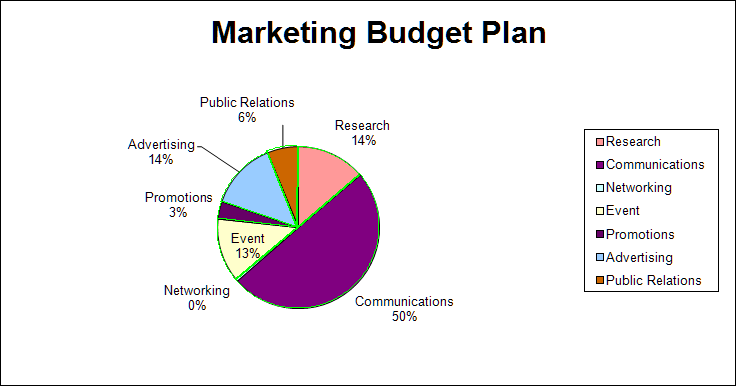 Marketing Budget Plan
Public Relations
6%
Research
14%
Advertising
14%
Promotions
3%
Event
13%
Networking
0%
Communications
50%
Research
Communications
Networking
Event
Promotions
Advertising
Public Relations